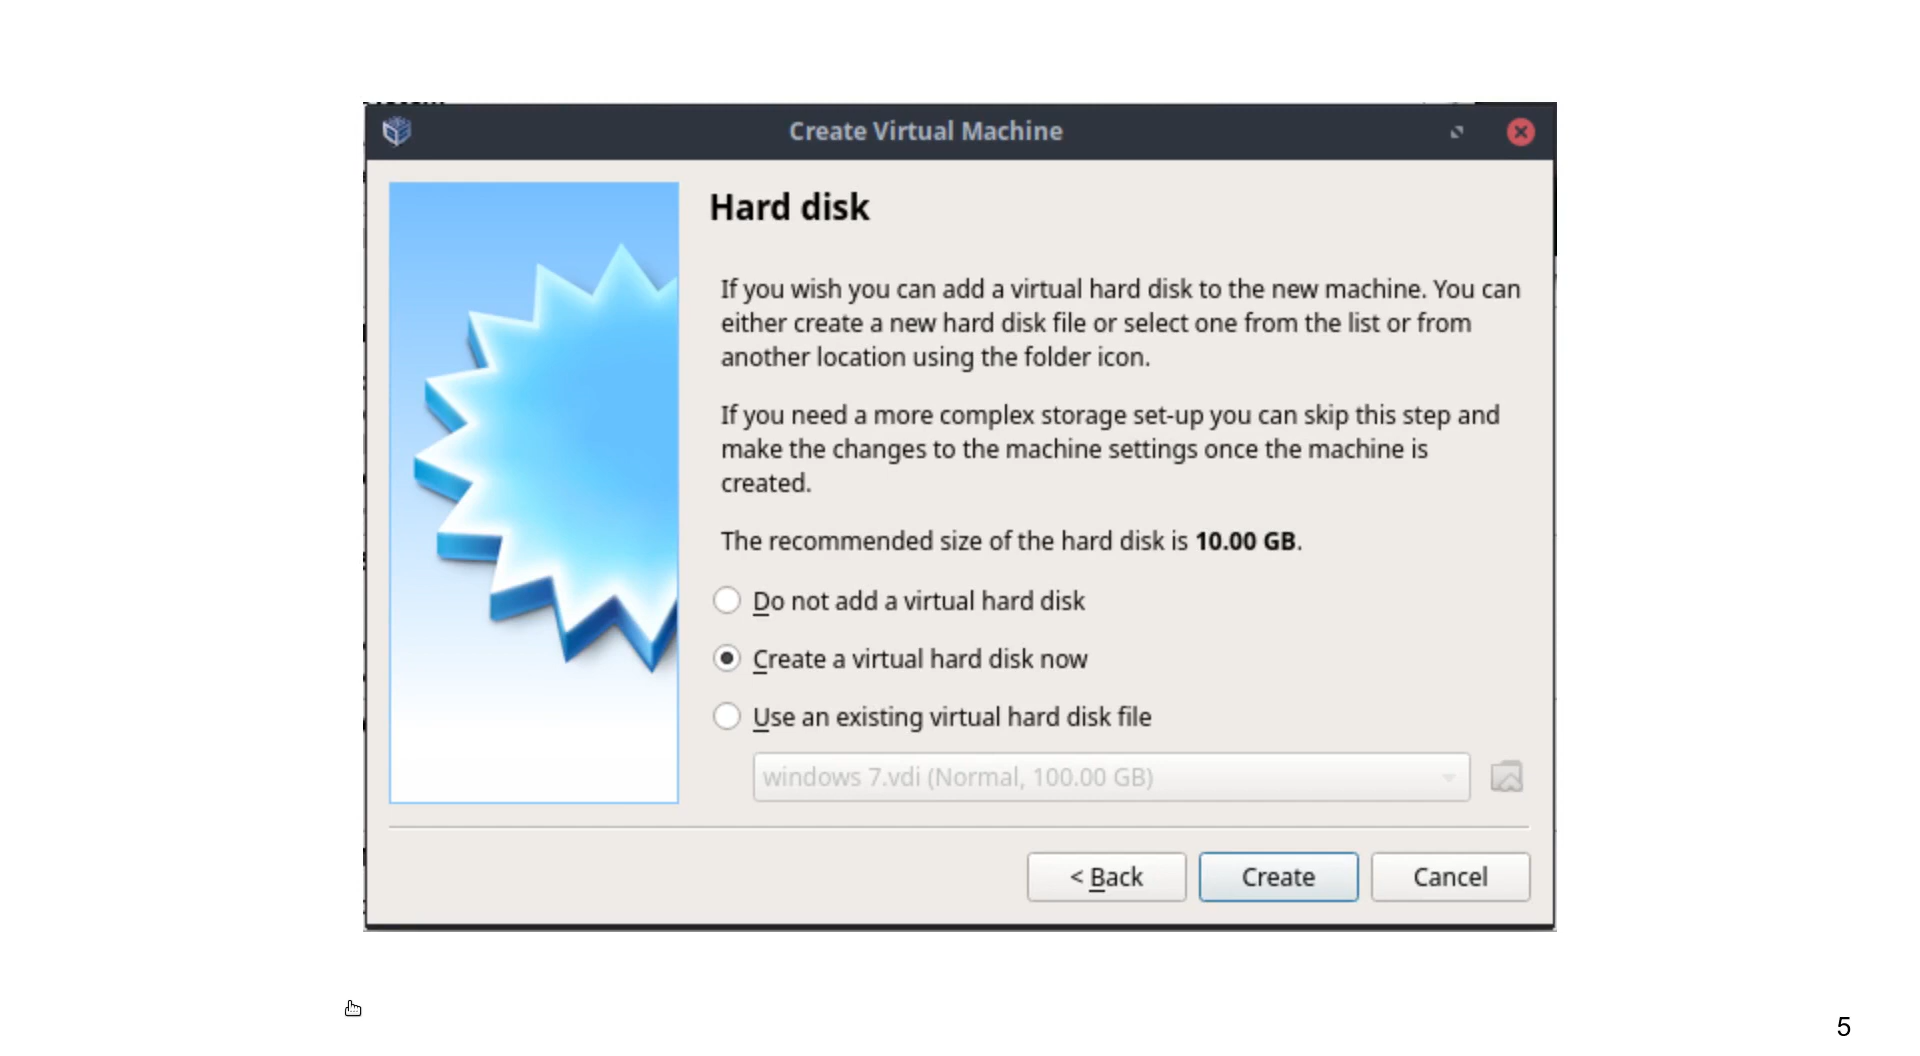 Create Virtual Machine
Hard disk
If you wish you can add a virtual hard disk to the new machine. You can
either create a new hard disk file or select one from the list or from
another location using the folder icon.
If you need a more complex storage set-up you can skip this step and
make the changes to the machine settings once the machine is
created.
The recommended size of the hard disk is 10.00 GB.
Do not add a virtual hard disk
Create a virtual hard disk now
Use an existing virtual hard disk file
windows 7.vdi (Normal, 100.00 GB)
< Back
Create
Cancel
5